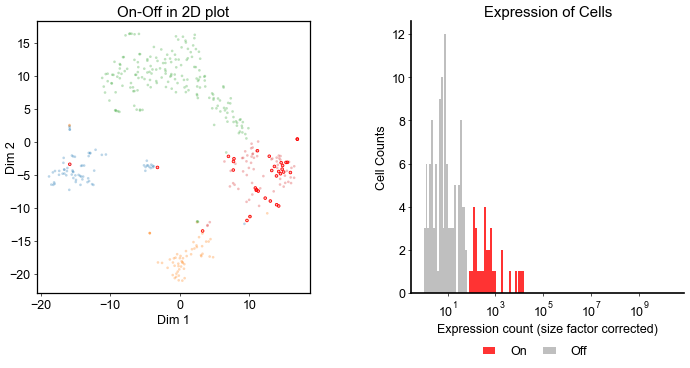 On-Off in 2D plot
Dim 2
15
10
5
0
−5
−10
−15
−20
−20 −10 0 10
Dim 1
Expression of Cells
Cell Counts
12
10
8
6
4
2
0
10^1 10^3 10^5 10^7 10^9
Expression count (size factor corrected)
On Off